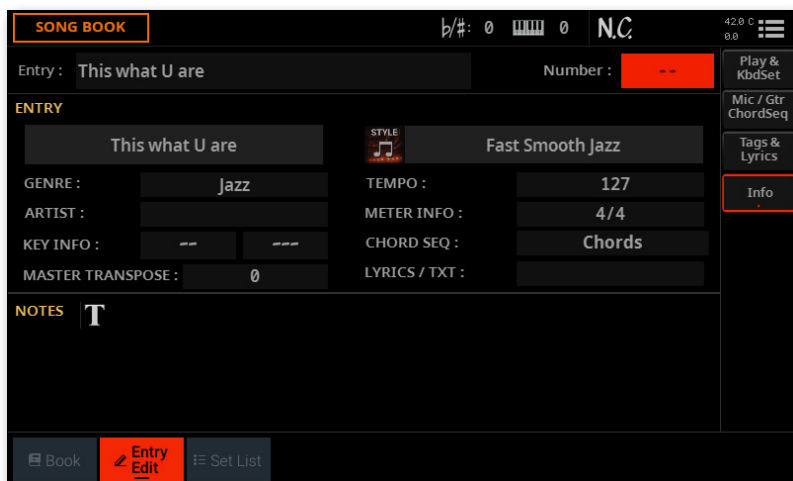 SONG BOOK
b/#: 0
0
N.C.
42.0 C
0.0
Entry : This what U are
Number : --
Play &
KbdSet
ENTRY
Mic / Gtr
ChordSeq
This what U are
STYLE
Fast Smooth Jazz
Tags &
Lyrics
GENRE : Jazz
TEMPO : 127
Info
ARTIST :
METER INFO : 4/4
KEY INFO : -- ---
CHORD SEQ : Chords
MASTER TRANSPOSE : 0
LYRICS / TXT :
NOTES T
Book
Entry
Edit
Set List